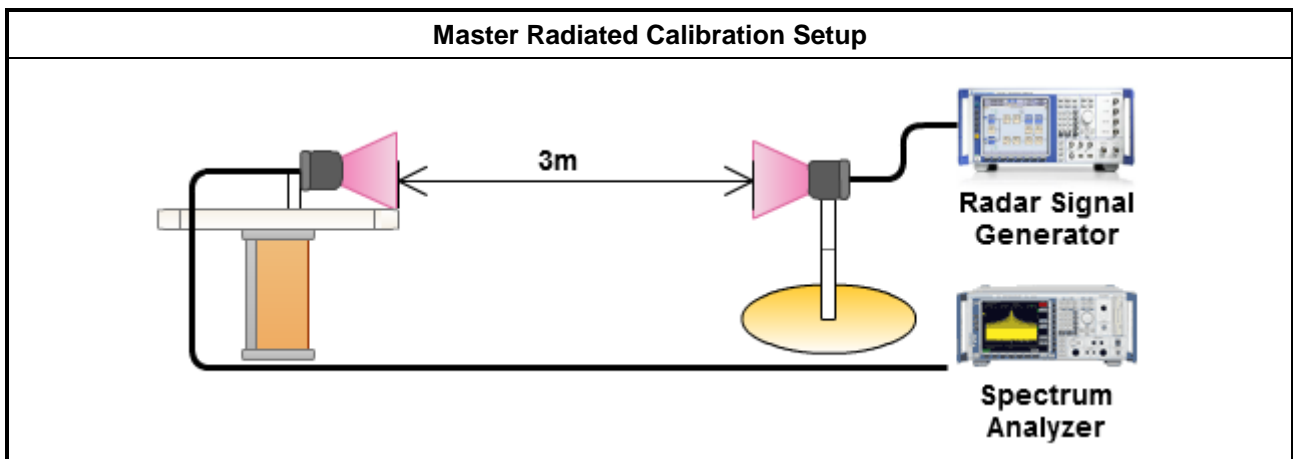 Master Radiated Calibration Setup
3m
Radar Signal
Generator
Spectrum
Analyzer